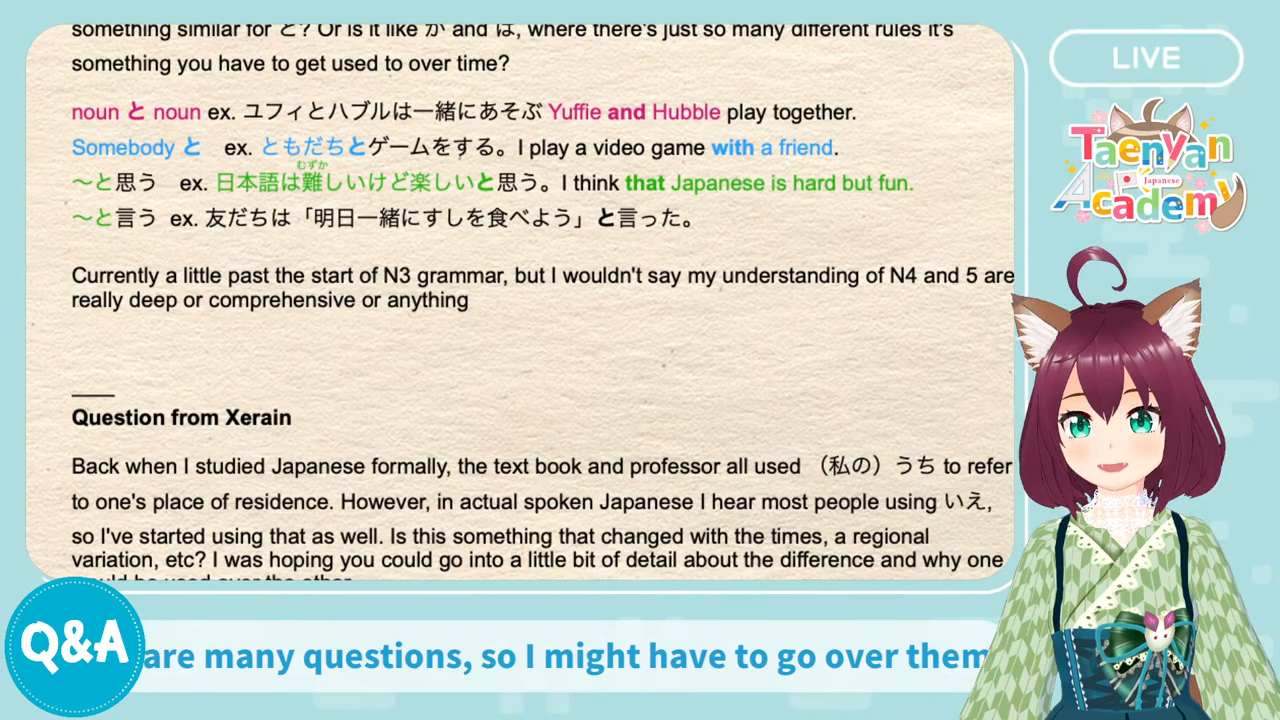 something similar for と? Or is it like が and は, where there's just so many different rules it's
something you have to get used to over time?
noun と noun ex. ユフィとハブルは一緒にあそぶ Yuffie and Hubble play together.
Somebody と ex. ともだちとゲームをする。I play a video game with a friend.
むずか
〜と思う ex. 日本語は難しいけど楽しいと思う。I think that Japanese is hard but fun.
〜と言う ex. 友だちは「明日一緒にすしを食べよう」と言った。
Currently a little past the start of N3 grammar, but I wouldn't say my understanding of N4 and 5 are
really deep or comprehensive or anything
Question from Xerain
Back when I studied Japanese formally, the text book and professor all used （私の）うち to refer
to one's place of residence. However, in actual spoken Japanese I hear most people using いえ,
so I've started using that as well. Is this something that changed with the times, a regional
variation, etc? I was hoping you could go into a little bit of detail about the difference and why one
LIVE
Taenyan
Japanese
Academy
Q&A
are many questions, so I might have to go over them